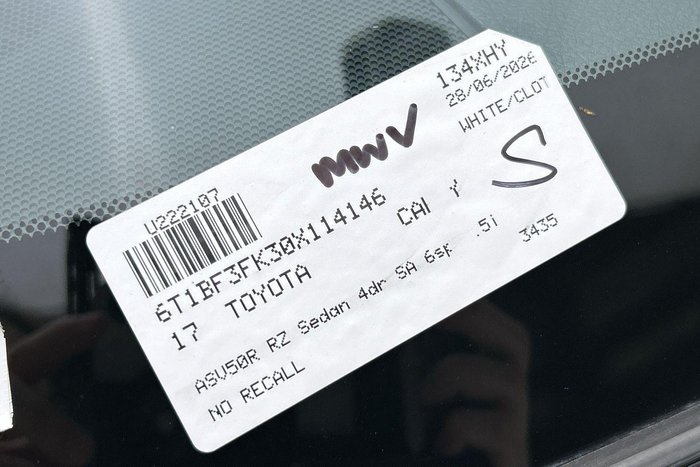 134XHY
28/06/2026
WHITE/CLOT
MWV
S
U222107
6T1BF3FK30X114146
17 TOYOTA CAI Y
ASV50R RZ Sedan 4dr SA 6sp .5i
NO RECALL 3435